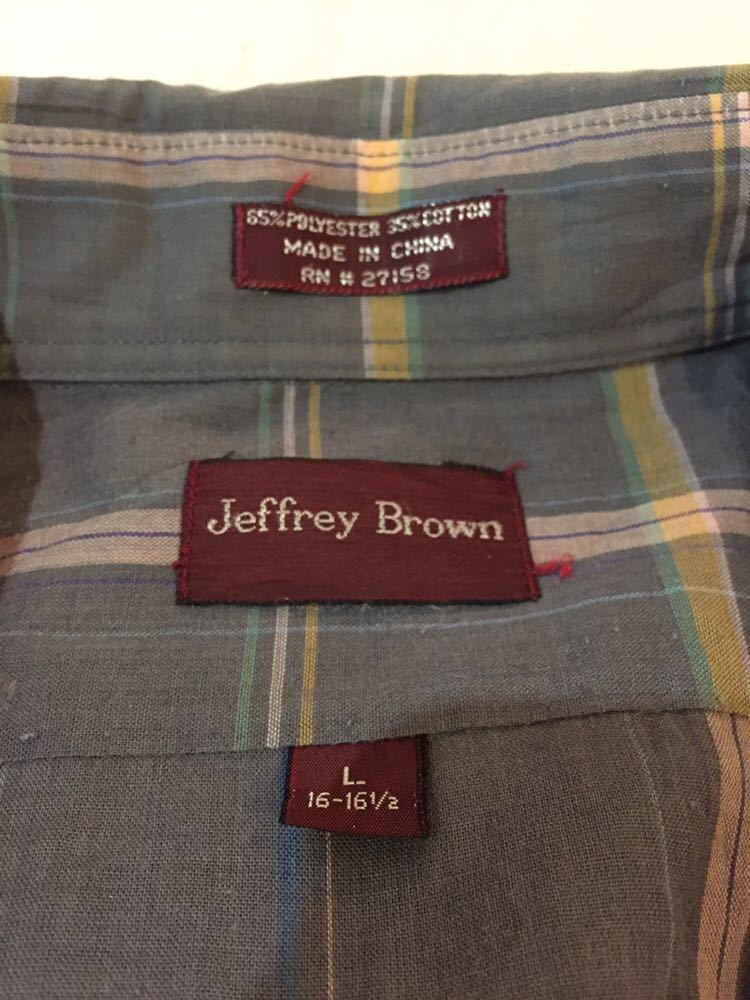 65% POLYESTER 35% COTTON
MADE IN CHINA
RN # 27158
Jeffrey Brown
L-
16-16½